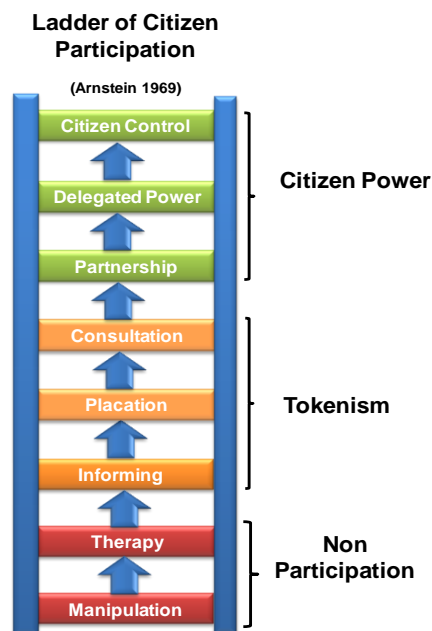 Ladder of Citizen
Participation
(Arnstein 1969)
Citizen Control
Delegated Power
Partnership
Citizen Power
Consultation
Placation
Informing
Tokenism
Therapy
Manipulation
Non
Participation